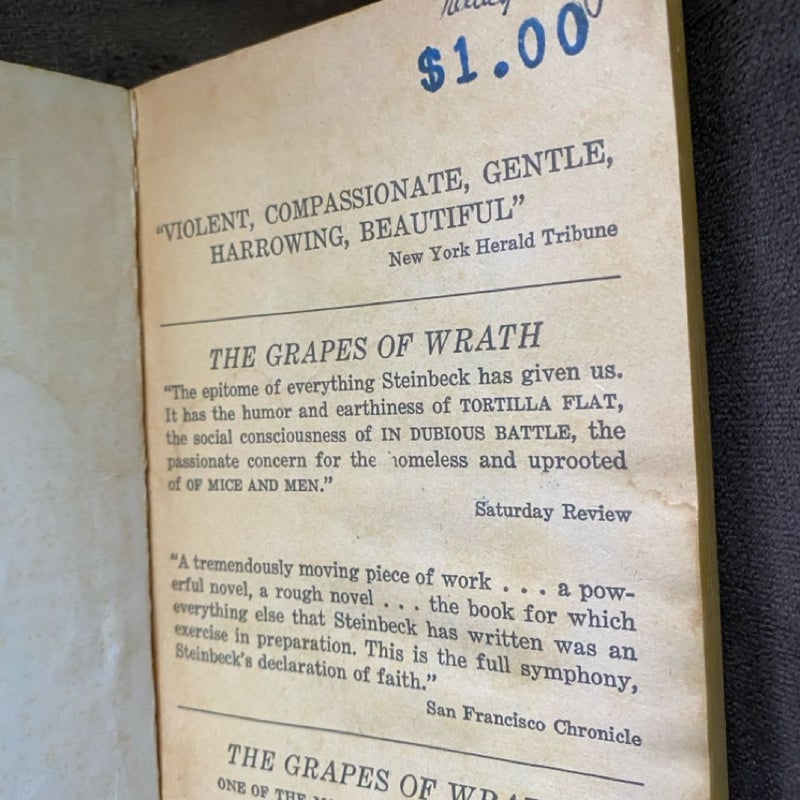 $1.00
"VIOLENT, COMPASSIONATE, GENTLE,
HARROWING, BEAUTIFUL"
New York Herald Tribune
THE GRAPES OF WRATH
"The epitome of everything Steinbeck has given us.
It has the humor and earthiness of TORTILLA FLAT,
the social consciousness of IN DUBIOUS BATTLE, the
passionate concern for the homeless and uprooted
of OF MICE AND MEN."
Saturday Review
"A tremendously moving piece of work . . . a pow-
erful novel, a rough novel . . . the book for which
everything else that Steinbeck has written was an
exercise in preparation. This is the full symphony,
Steinbeck's declaration of faith."
San Francisco Chronicle
THE GRAPES OF
ONE OF THE